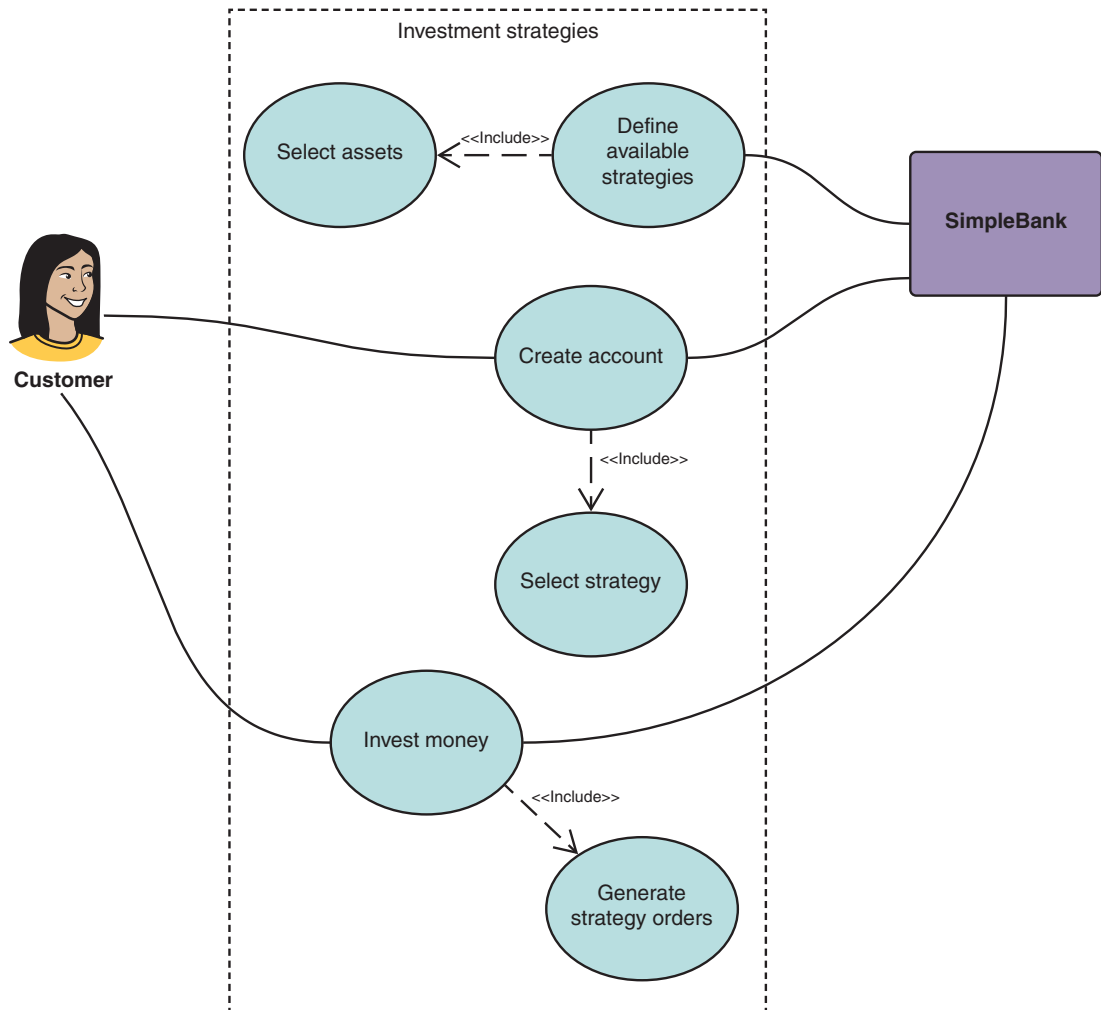 Investment strategies
Select assets
<<Include>>
Define
available
strategies
SimpleBank
Customer
Create account
<<Include>>
Select strategy
Invest money
<<Include>>
Generate
strategy orders